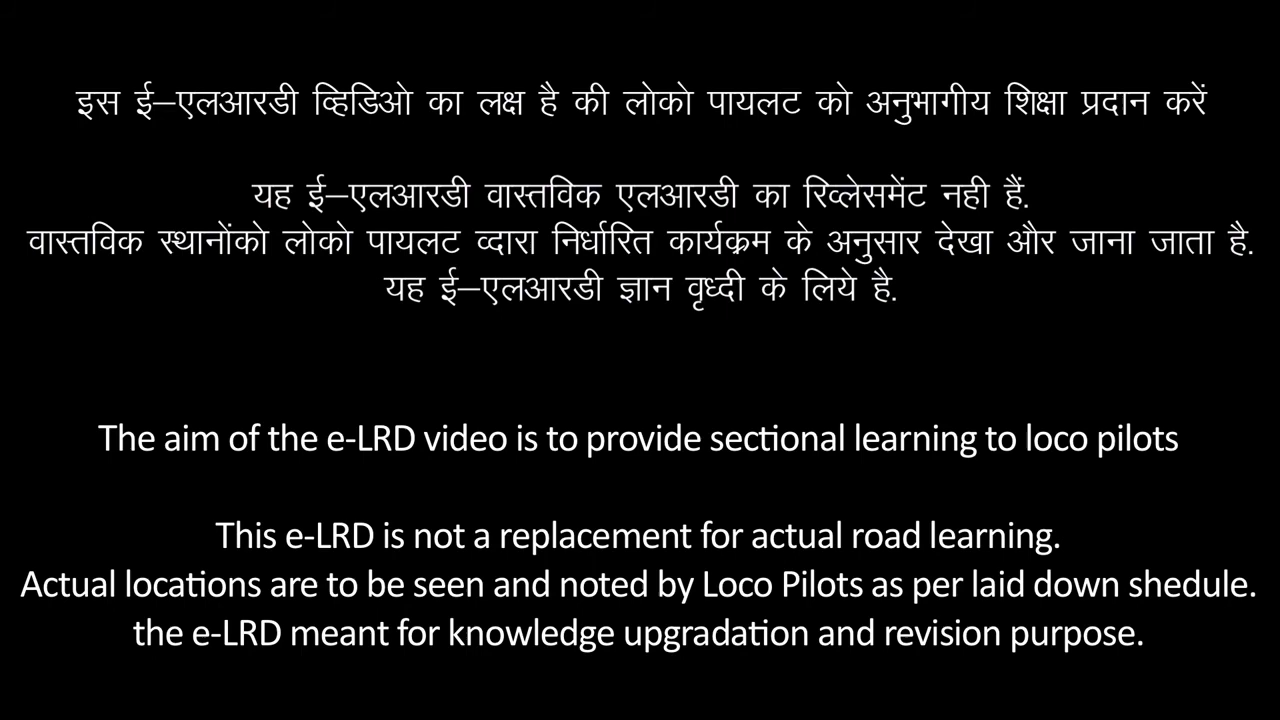 इस ई–एलआरडी व्हिडिओ का लक्ष है की लोको पायलट को अनुभागीय शिक्षा प्रदान करें
यह ई–एलआरडी वास्तविक एलआरडी का रिव्लेसमेंट नही हैं.
वास्तविक स्थानोंको लोको पायलट व्दारा निर्धारित कार्यक्रम के अनुसार देखा और जाना जाता है.
यह ई–एलआरडी ज्ञान वृध्दी के लिये है.
The aim of the e-LRD video is to provide sectional learning to loco pilots
This e-LRD is not a replacement for actual road learning.
Actual locations are to be seen and noted by Loco Pilots as per laid down shedule.
the e-LRD meant for knowledge upgradation and revision purpose.